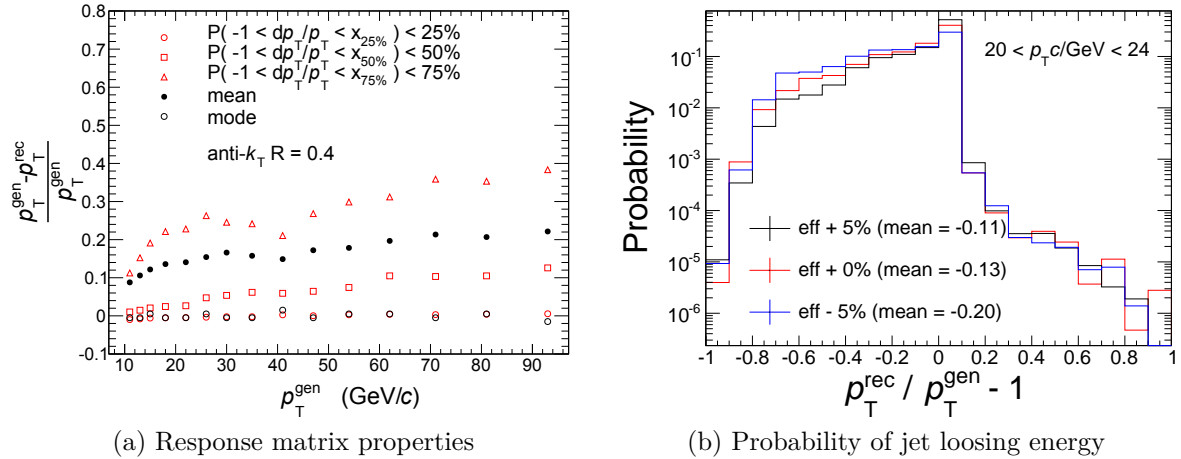 0.8
0.7
0.6
0.5
0.4
0.3
0.2
0.1
0
-0.1
p_T^gen - p_T^rec / p_T^gen
P( -1 < dp_T/p_T < x_25% ) < 25%
P( -1 < dp_T/p_T < x_50% ) < 50%
P( -1 < dp_T/p_T < x_75% ) < 75%
mean
mode
anti-k_T R = 0.4
10 20 30 40 50 60 70 80 90
p_T^gen (GeV/c)
(a) Response matrix properties
Probability
10^-1
10^-2
10^-3
10^-4
10^-5
10^-6
20 < p_T c/GeV < 24
eff + 5% (mean = -0.11)
eff + 0% (mean = -0.13)
eff - 5% (mean = -0.20)
-1 -0.8 -0.6 -0.4 -0.2 0 0.2 0.4 0.6 0.8 1
p_T^rec / p_T^gen - 1
(b) Probability of jet loosing energy